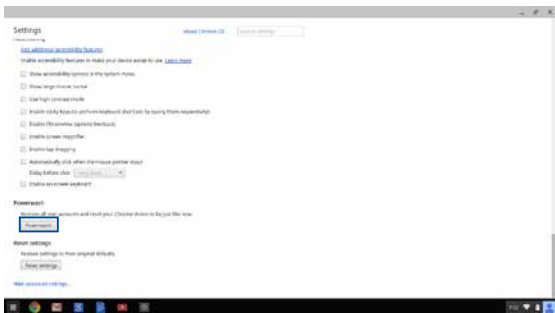 Settings
About Chrome OS
Search settings
Add additional accessibility features
Enable accessibility features to make your device easier to use. Learn more
Show accessibility options in the system menu
Show large mouse cursor
Use high contrast mode
Enable sticky keys (to perform keyboard shortcuts by typing them sequentially)
Enable ChromeVox (spoken feedback)
Enable screen magnifier
Enable tap dragging
Automatically click when the mouse pointer stops
Delay before click:
Enable on-screen keyboard
Powerwash
Remove all user accounts and reset your Chrome device to be just like new.
Powerwash
Reset settings
Restore settings to their original defaults.
Reset settings
Hide advanced settings...